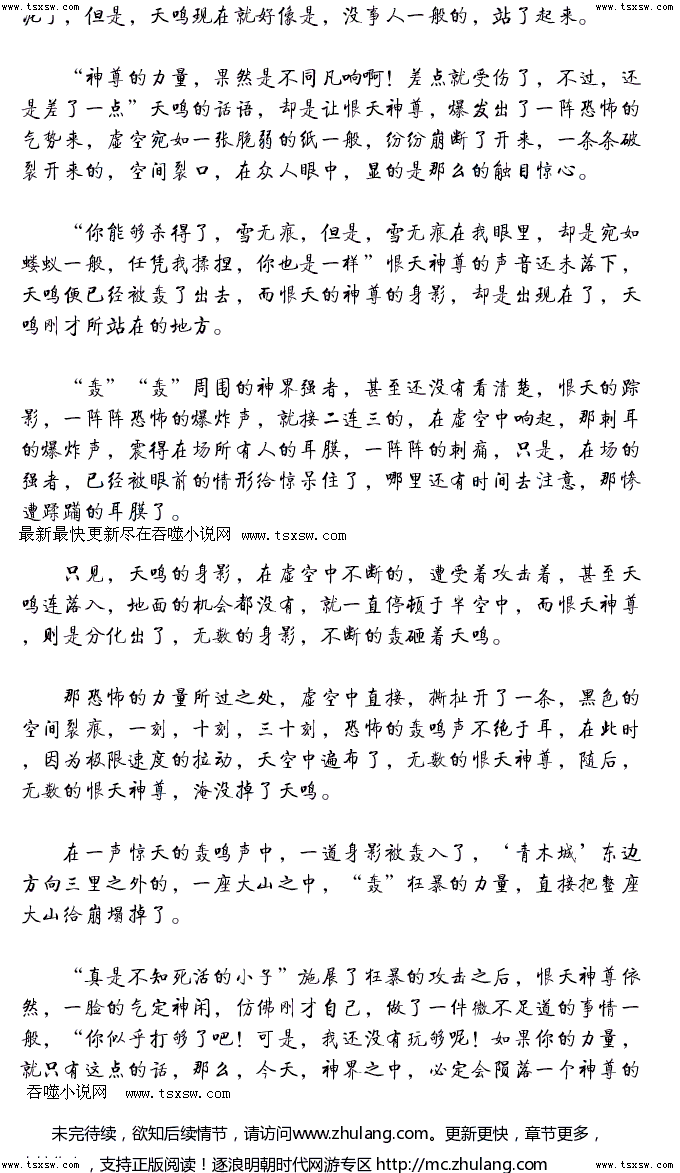 www.tsxsw.com www.tsxsw.com
死了，但是，天鸣现在就好像是，没事人一般的，站了起来。
“神尊的力量，果然是不同凡响啊！差点就受伤了，不过，还
是差了一点”天鸣的话语，却是让恨天神尊，爆发出了一阵恐怖的
气势来，虚空宛如一张脆弱的纸一般，纷纷崩断了开来，一条条破
裂开来的，空间裂口，在众人眼中，显的是那么的触目惊心。
“你能够杀得了，雪无痕，但是，雪无痕在我眼里，却是宛如
蝼蚁一般，任凭我揉捏，你也是一样”恨天神尊的声音还未落下，
天鸣便已经被轰了出去，而恨天的神尊的身影，却是出现在了，天
鸣刚才所站在的地方。
“轰”“轰”周围的神界强者，甚至还没有看清楚，恨天的踪
影，一阵阵恐怖的爆炸声，就接二连三的，在虚空中响起，那刺耳
的爆炸声，震得在场所有人的耳膜，一阵阵的刺痛，只是，在场的
强者，已经被眼前的情形给惊呆住了，哪里还有时间去注意，那惨
遭蹂躏的耳膜了。
最新最快更新尽在吞噬小说网 www.tsxsw.com
只见，天鸣的身影，在虚空中不断的，遭受着攻击着，甚至天
鸣连落入，地面的机会都没有，就一直停顿于半空中，而恨天神尊
，则是分化出了，无数的身影，不断的轰砸着天鸣。
那恐怖的力量所过之处，虚空中直接，撕扯开了一条，黑色的
空间裂痕，一刻，十刻，三十刻，恐怖的轰鸣声不绝于耳，在此时
，因为极限速度的拉动，天空中遍布了，无数的恨天神尊，随后，
无数的恨天神尊，淹没掉了天鸣。
在一声惊天的轰鸣声中，一道身影被轰入了，‘青木城’东边
方向三里之外的，一座大山之中，“轰”狂暴的力量，直接把整座
大山给崩塌掉了。
“真是不知死活的小子”施展了狂暴的攻击之后，恨天神尊依
然，一脸的气定神闲，仿佛刚才自己，做了一件微不足道的事情一
般，“你似乎打够了吧！可是，我还没有玩够呢！如果你的力量，
就只有这点的话，那么，今天，神界之中，必定会陨落一个神尊的
吞噬小说网 www.tsxsw.com
未完待续，欲知后续情节，请访问www.zhulang.com。更新更快，章节更多，
www.tsxsw.com ，支持正版阅读！逐浪明朝时代网游专区 http://mc.zhulang.com www.tsxsw.com